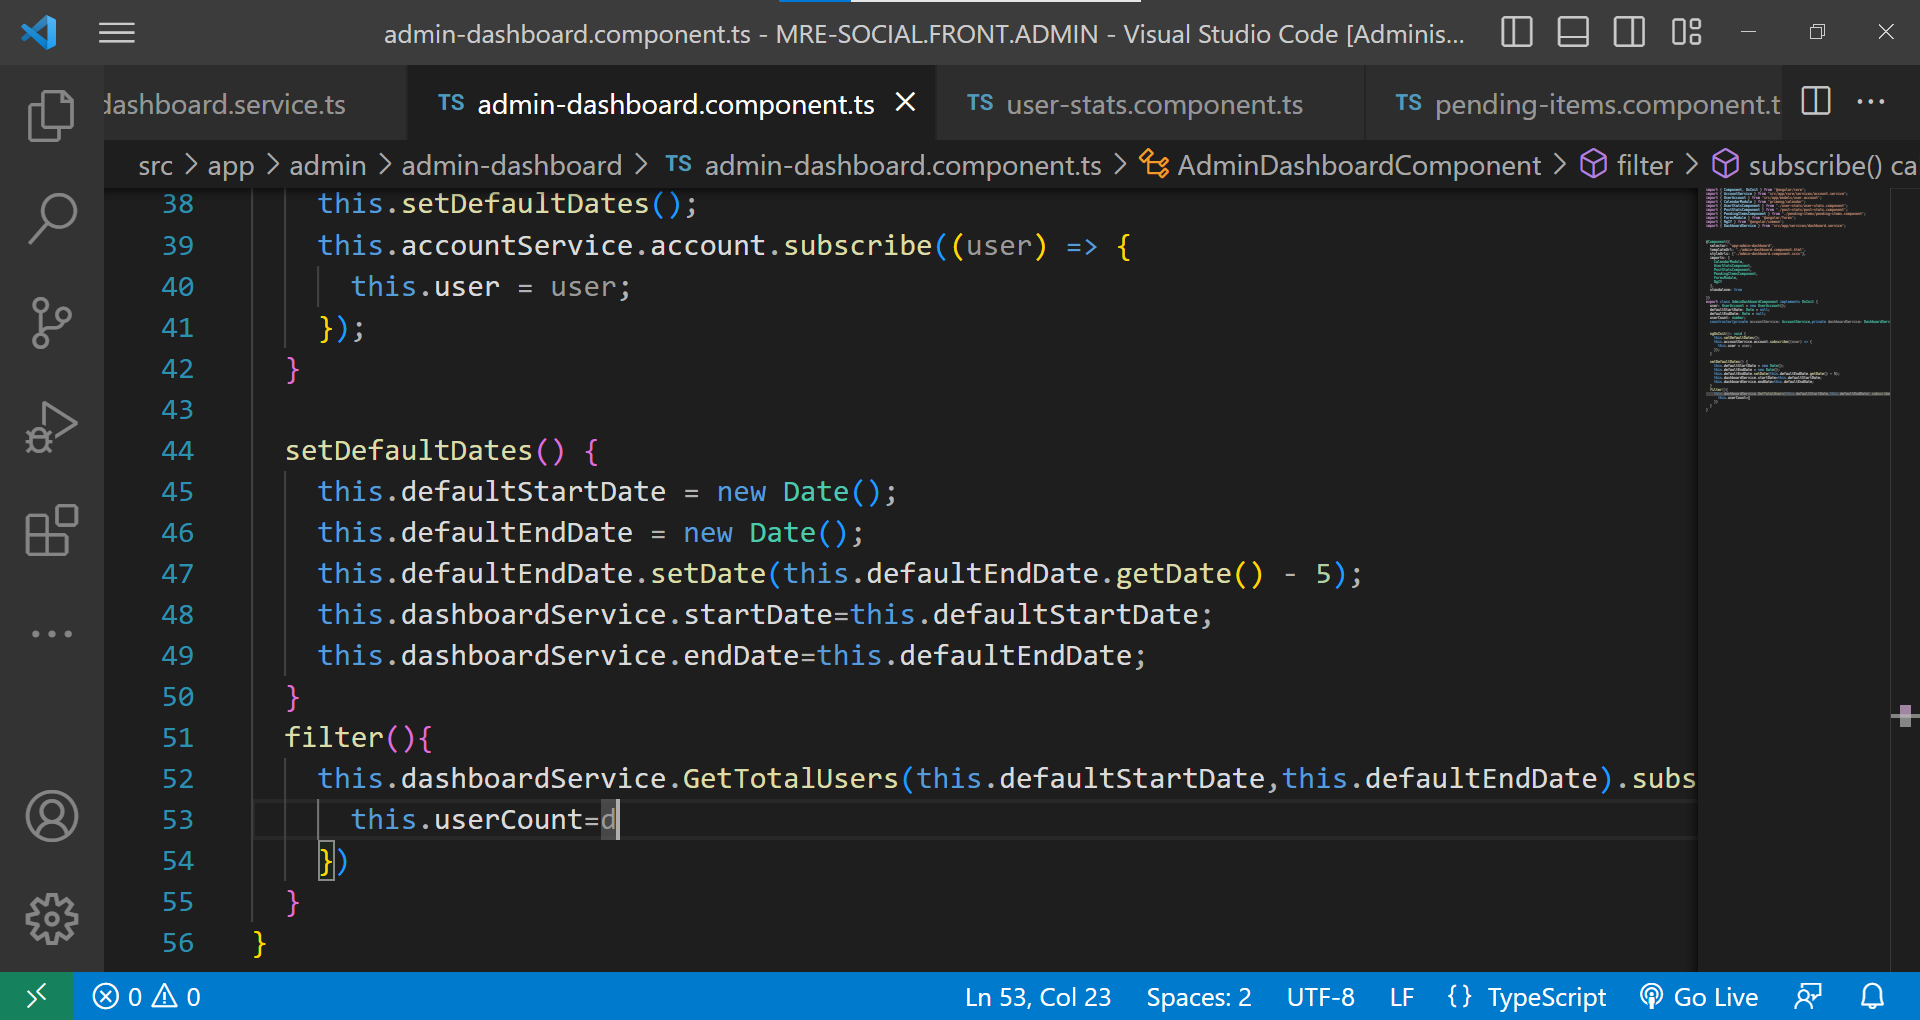 admin-dashboard.component.ts - MRE-SOCIAL.FRONT.ADMIN - Visual Studio Code [Adminis...
dashboard.service.ts
TS admin-dashboard.component.ts
TS user-stats.component.ts
TS pending-items.component.t
src > app > admin > admin-dashboard > TS admin-dashboard.component.ts > AdminDashboardComponent > filter > subscribe() ca
38 this.setDefaultDates();
39 this.accountService.account.subscribe((user) => {
40 this.user = user;
41 });
42 }
43
44 setDefaultDates() {
45 this.defaultStartDate = new Date();
46 this.defaultEndDate = new Date();
47 this.defaultEndDate.setDate(this.defaultEndDate.getDate() - 5);
48 this.dashboardService.startDate=this.defaultStartDate;
49 this.dashboardService.endDate=this.defaultEndDate;
50 }
51 filter(){
52 this.dashboardService.GetTotalUsers(this.defaultStartDate,this.defaultEndDate).subs
53 this.userCount=d
54 })
55 }
56 }
0 0 Ln 53, Col 23 Spaces: 2 UTF-8 LF {} TypeScript Go Live